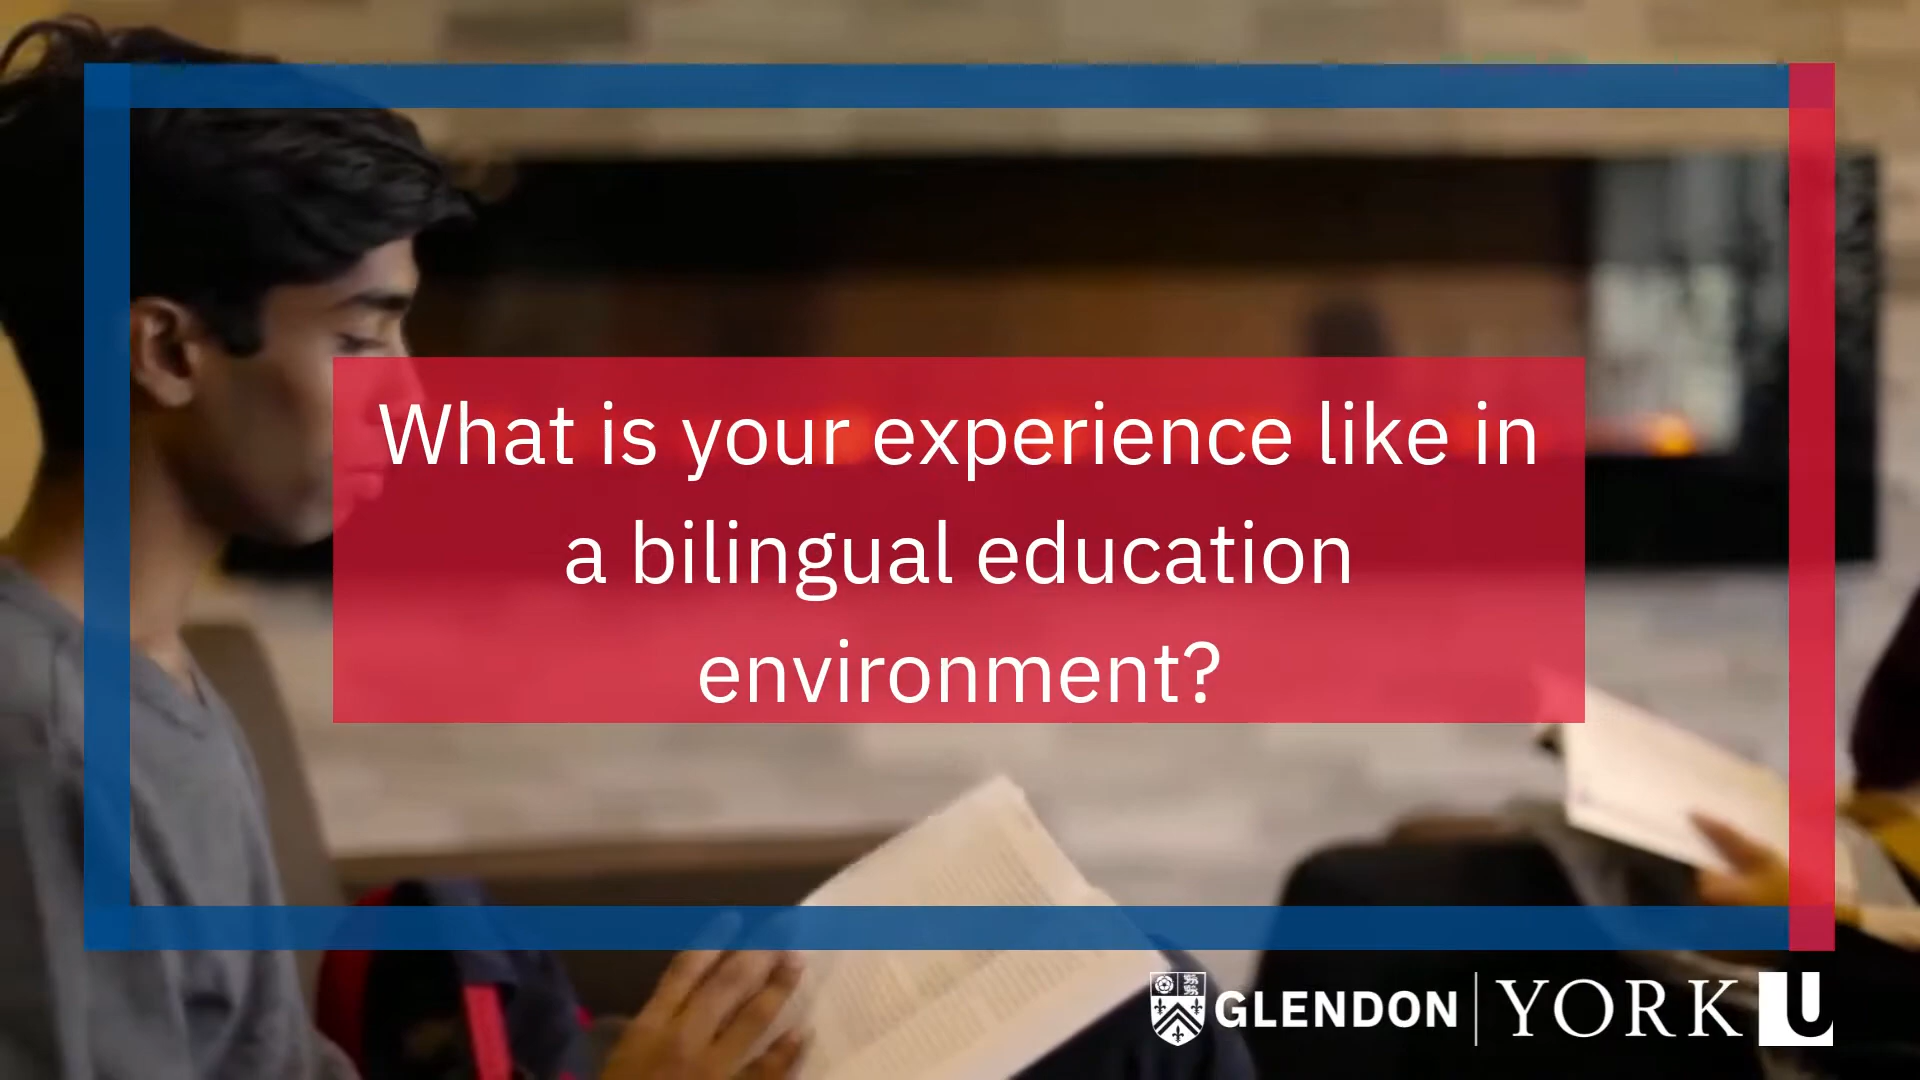 What is your experience like in
a bilingual education
environment?
GLENDON YORK U